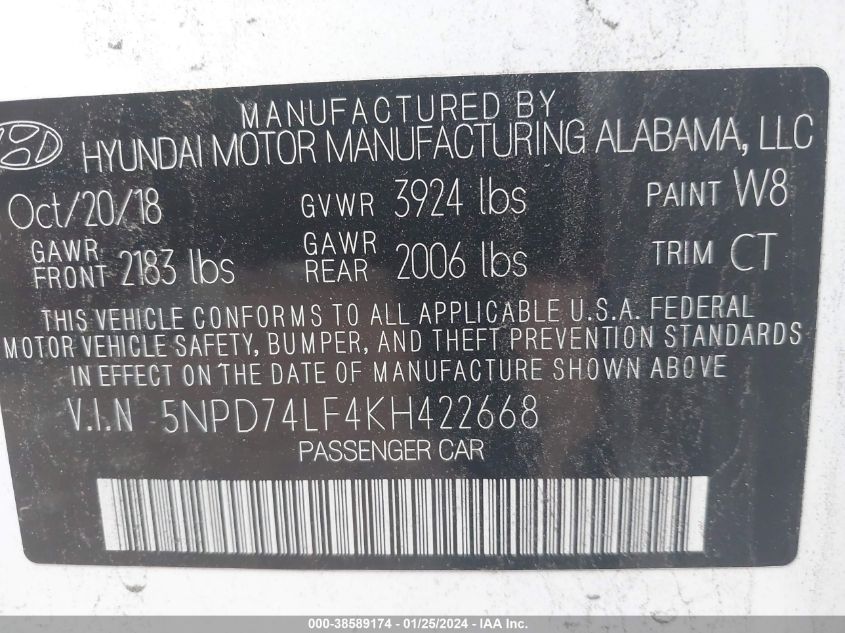 MANUFACTURED BY
HYUNDAI MOTOR MANUFACTURING ALABAMA, LLC
Oct/20/18 GVWR 3924 lbs PAINT W8
GAWR FRONT 2183 lbs GAWR REAR 2006 lbs TRIM CT
THIS VEHICLE CONFORMS TO ALL APPLICABLE U.S.A. FEDERAL
MOTOR VEHICLE SAFETY, BUMPER, AND THEFT PREVENTION STANDARDS
IN EFFECT ON THE DATE OF MANUFACTURE SHOWN ABOVE
V.I.N 5NPD74LF4KH422668
PASSENGER CAR
000-38589174 - 01/25/2024 - IAA Inc.